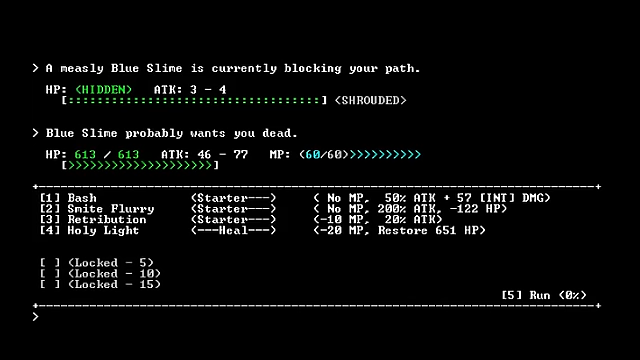 > A measly Blue Slime is currently blocking your path.
HP: <HIDDEN> ATK: 3 - 4
[:::::::::::::::::::::::::::::::::::] <SHROUDED>
> Blue Slime probably wants you dead.
HP: 613 / 613 ATK: 46 - 77 MP: <60/60>>>>>>>>>>>
[>>>>>>>>>>>>>>>>>>>>]
+------------------------------------------------------------------------------+
[1] Bash <Starter---> ( No MP, 50% ATK + 57 [INT] DMG)
[2] Smite Flurry <Starter---> ( No MP, 200% ATK, -122 HP)
[3] Retribution <Starter---> (-10 MP, 20% ATK)
[4] Holy Light <---Heal---> (-20 MP, Restore 651 HP)
[ ] (Locked - 5)
[ ] (Locked - 10)
[ ] (Locked - 15)
[5] Run <0%>
+------------------------------------------------------------------------------+
>